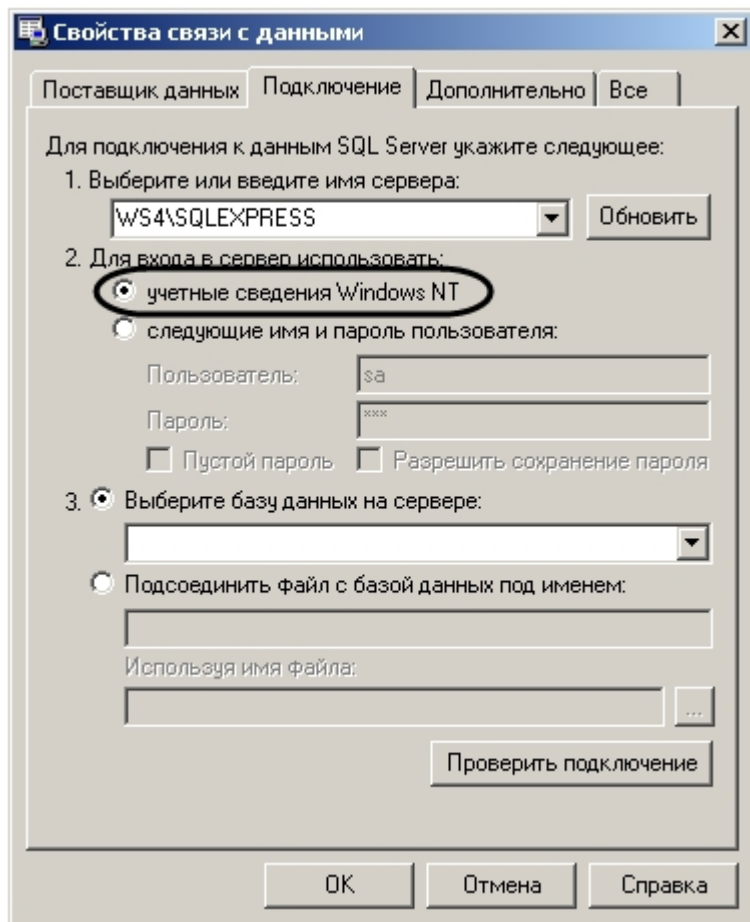 Свойства связи с данными
Поставщик данных Подключение Дополнительно Все
Для подключения к данным SQL Server укажите следующее:
1. Выберите или введите имя сервера:
WS4\SQLEXPRESS Обновить
2. Для входа в сервер использовать:
учетные сведения Windows NT
следующие имя и пароль пользователя:
Пользователь: sa
Пароль: ***
Пустой пароль Разрешить сохранение пароля
3. Выберите базу данных на сервере:
Подсоединить файл с базой данных под именем:
Используя имя файла:
...
Проверить подключение
OK Отмена Справка